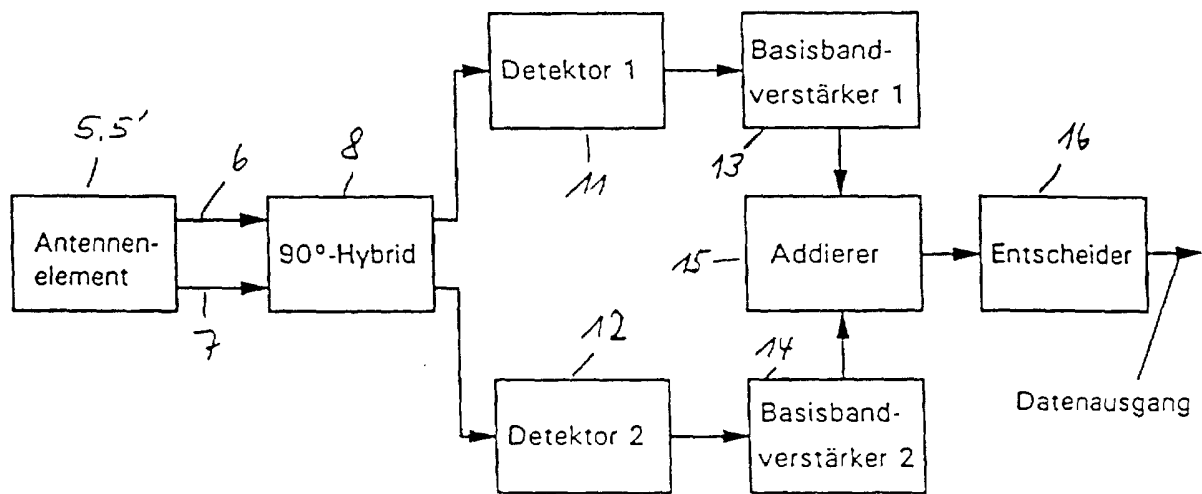 5,5'
Antennen-
element
6
7
8
90°-Hybrid
Detektor 1
11
Basisband-
verstärker 1
13
15
Addierer
16
Entscheider
Datenausgang
12
Detektor 2
14
Basisband-
verstärker 2